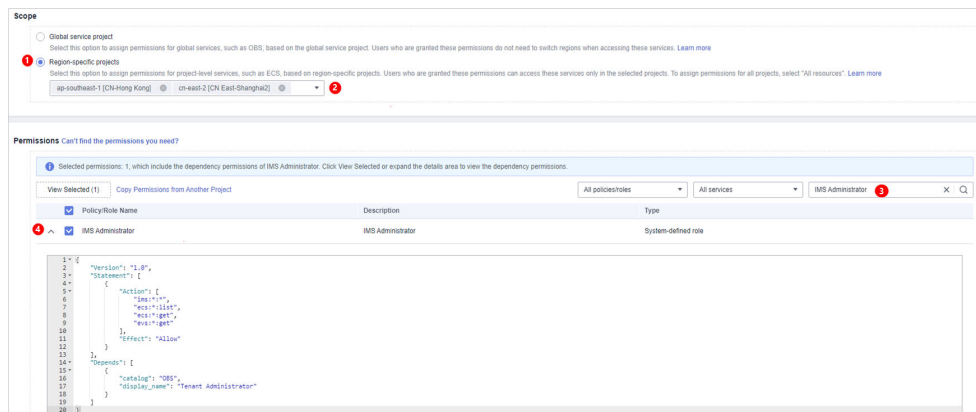 Scope
Global service project
Select this option to assign permissions for global services, such as OBS, based on the global service project. Users who are granted these permissions do not need to switch regions when accessing these services. Learn more
1 Region-specific projects
Select this option to assign permissions for project-level services, such as ECS, based on region-specific projects. Users who are granted these permissions can access these services only in the selected projects. To assign permissions for all projects, select "All resources". Learn more
ap-southeast-1 [CN-Hong Kong] cn-east-2 [CN East-Shanghai2] 2
Permissions Can't find the permissions you need?
Selected permissions: 1, which include the dependency permissions of IMS Administrator. Click View Selected or expand the details area to view the dependency permissions.
View Selected (1) Copy Permissions from Another Project All policies/roles All services IMS Administrator 3
Policy/Role Name Description Type
4 IMS Administrator IMS Administrator System-defined role
1 {
2 "Version": "1.0",
3 "Statement": [
4 {
5 "Action": [
6 "ims:*:*",
7 "ecs:*:list",
8 "ecs:*:get",
9 "evs:*:get"
10 ],
11 "Effect": "Allow"
12 }
13 ],
14 "Depends": [
15 {
16 "catalog": "OBS",
17 "display_name": "Tenant Administrator"
18 }
19 ]
20 }